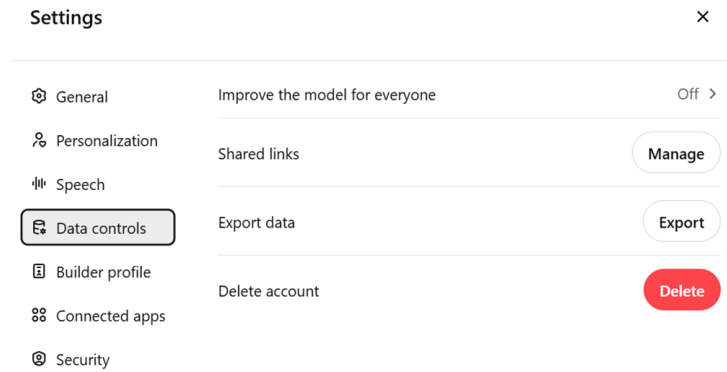 Settings
General
Personalization
Speech
Data controls
Builder profile
Connected apps
Security
Improve the model for everyone
Off
Shared links
Manage
Export data
Export
Delete account
Delete